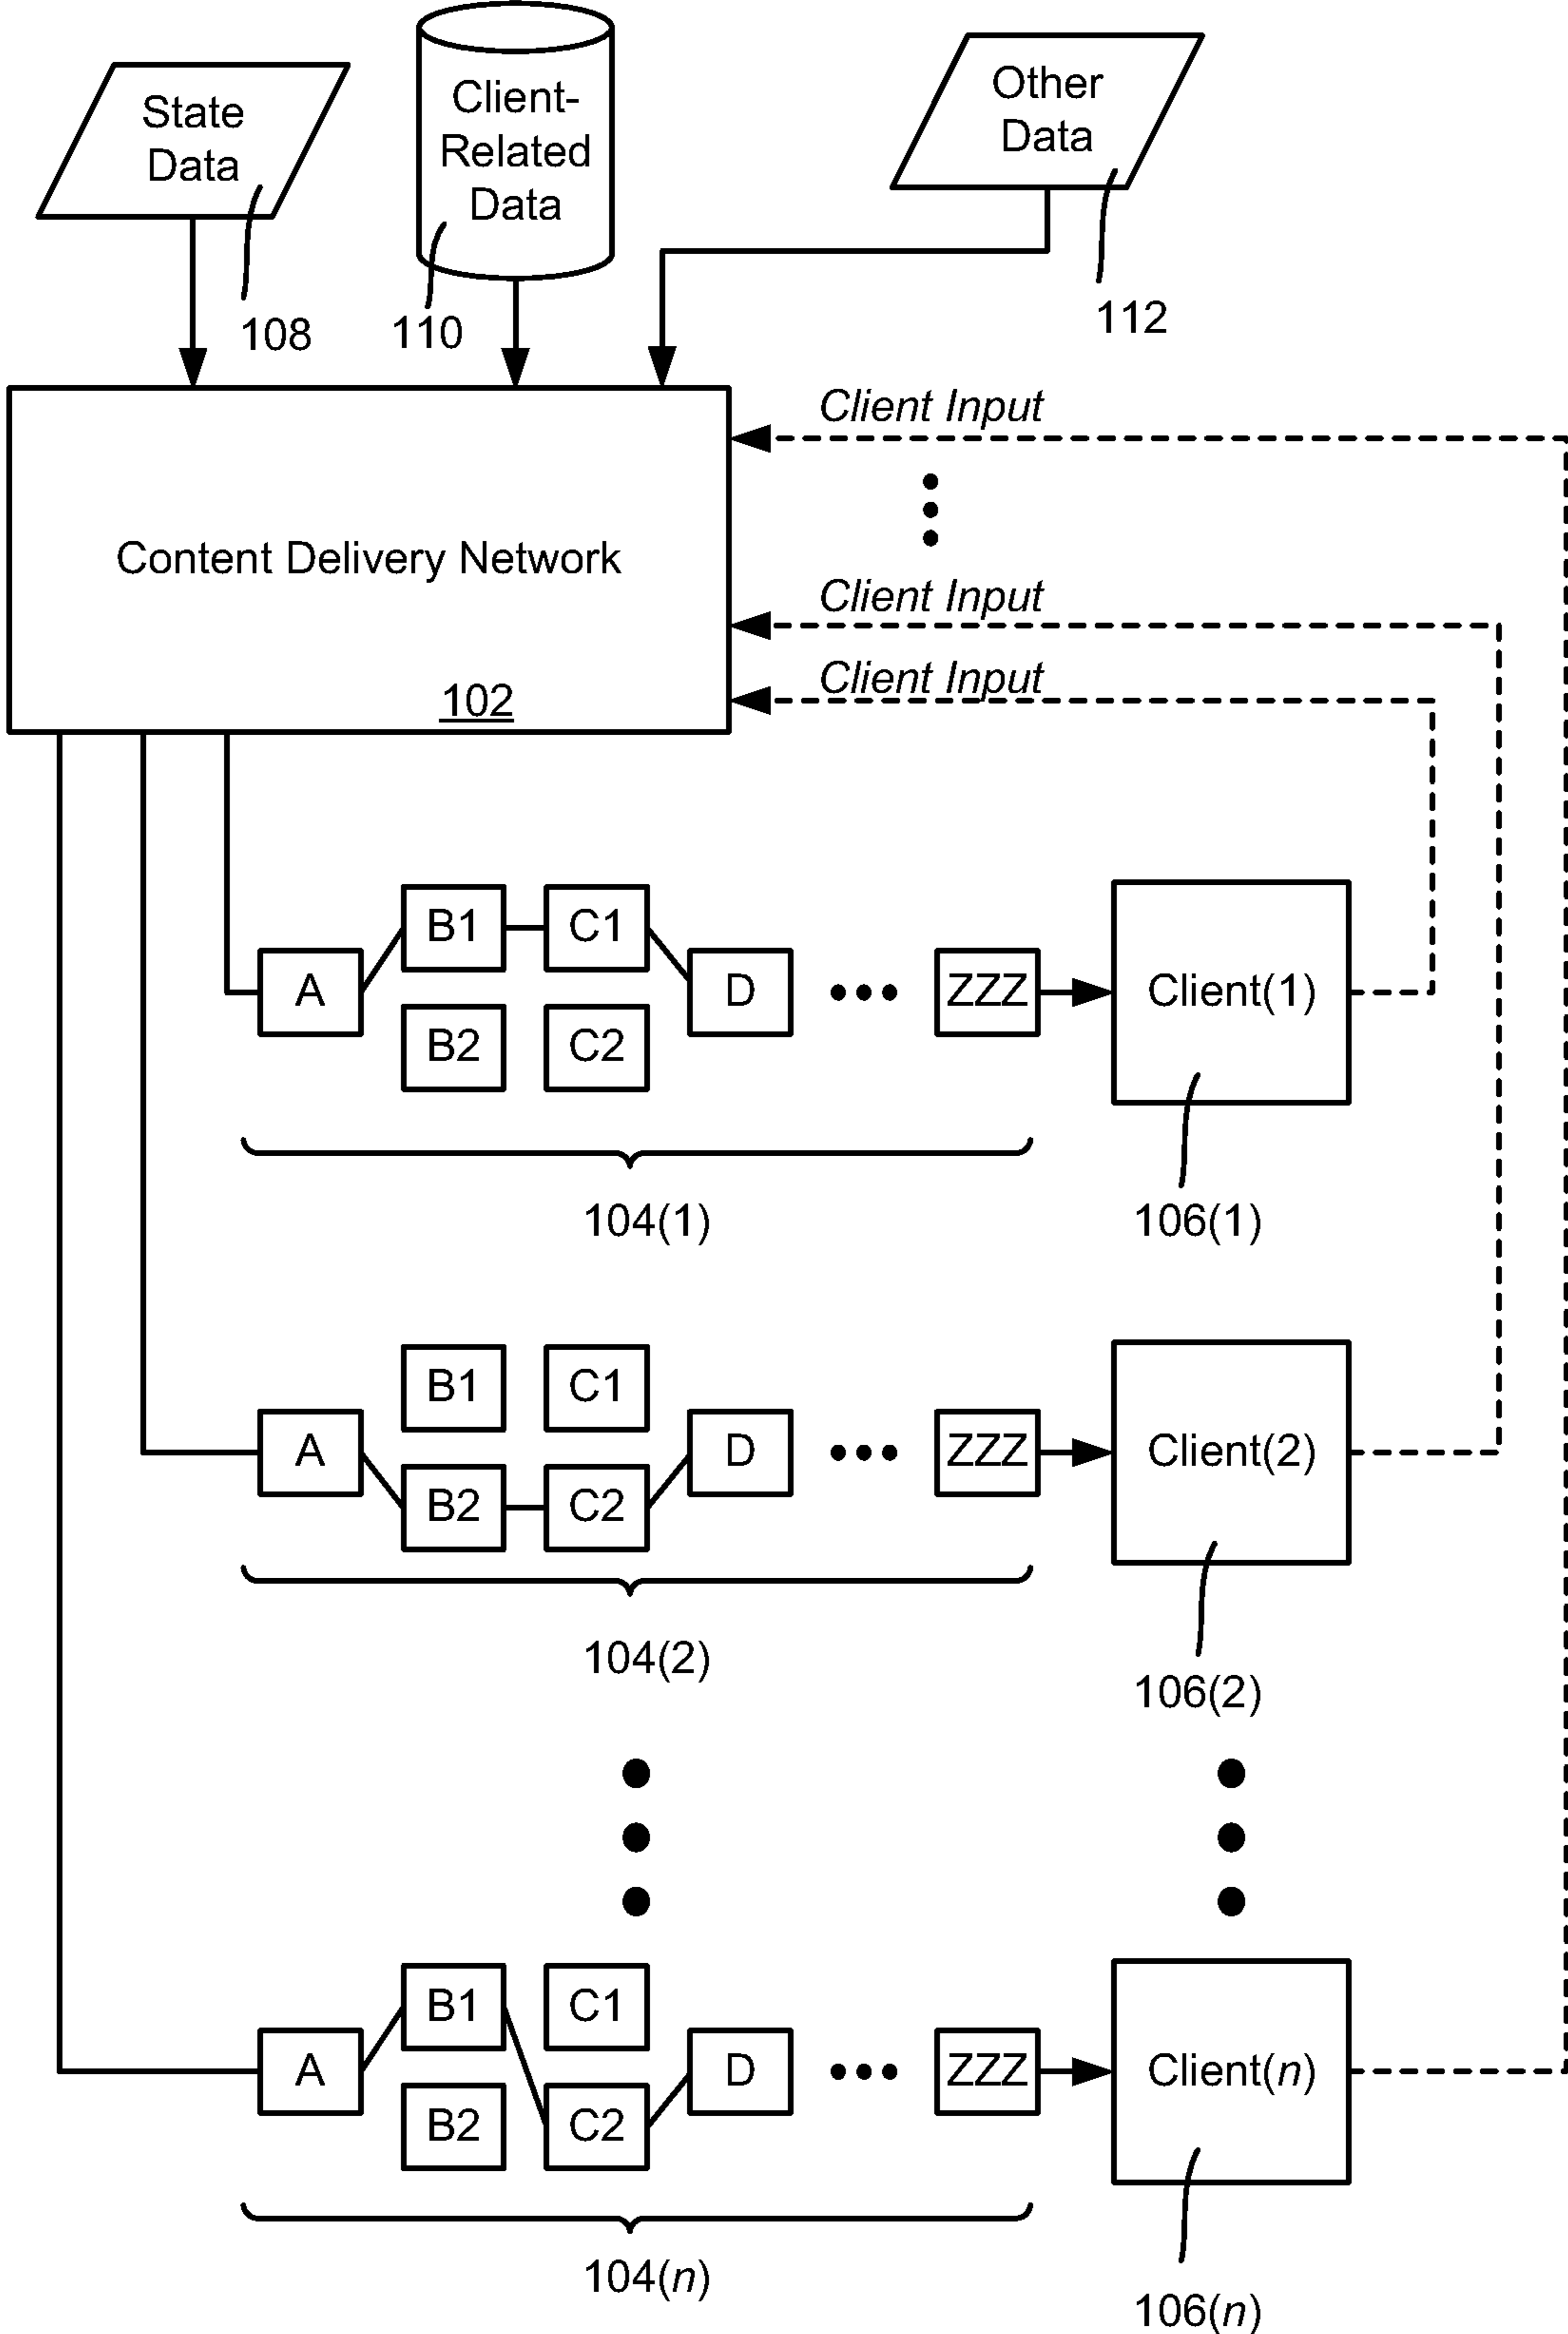 State
Data
Client-
Related
Data
Other
Data
108
110
112
Client Input
Content Delivery Network
Client Input
Client Input
102
B1
C1
A
D
ZZZ
Client(1)
B2
C2
104(1)
106(1)
B1
C1
A
D
ZZZ
Client(2)
B2
C2
104(2)
106(2)
B1
C1
A
D
ZZZ
Client(n)
B2
C2
104(n)
106(n)